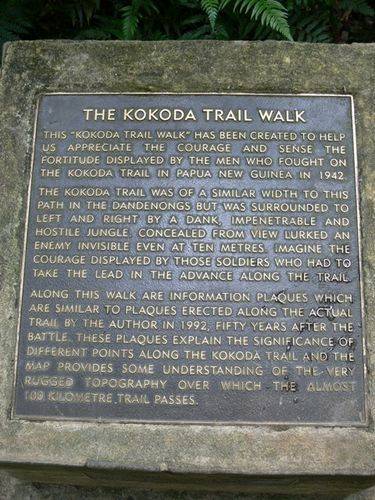 THE KOKODA TRAIL WALK
THIS "KOKODA TRAIL WALK" HAS BEEN CREATED TO HELP
US APPRECIATE THE COURAGE AND SENSE THE
FORTITUDE DISPLAYED BY THE MEN WHO FOUGHT ON
THE KOKODA TRAIL IN PAPUA NEW GUINEA IN 1942.
THE KOKODA TRAIL WAS OF A SIMILAR WIDTH TO THIS
PATH IN THE DANDENONGS BUT WAS SURROUNDED TO
LEFT AND RIGHT BY A DANK, IMPENETRABLE AND
HOSTILE JUNGLE. CONCEALED FROM VIEW LURKED AN
ENEMY INVISIBLE EVEN AT TEN METRES. IMAGINE THE
COURAGE DISPLAYED BY THOSE SOLDIERS WHO HAD TO
TAKE THE LEAD IN THE ADVANCE ALONG THE TRAIL.
ALONG THIS WALK ARE INFORMATION PLAQUES WHICH
ARE SIMILAR TO PLAQUES ERECTED ALONG THE ACTUAL
TRAIL BY THE AUTHOR IN 1992, FIFTY YEARS AFTER THE
BATTLE. THESE PLAQUES EXPLAIN THE SIGNIFICANCE OF
DIFFERENT POINTS ALONG THE KOKODA TRAIL AND THE
MAP PROVIDES SOME UNDERSTANDING OF THE VERY
RUGGED TOPOGRAPHY OVER WHICH THE ALMOST
100 KILOMETRE TRAIL PASSES.